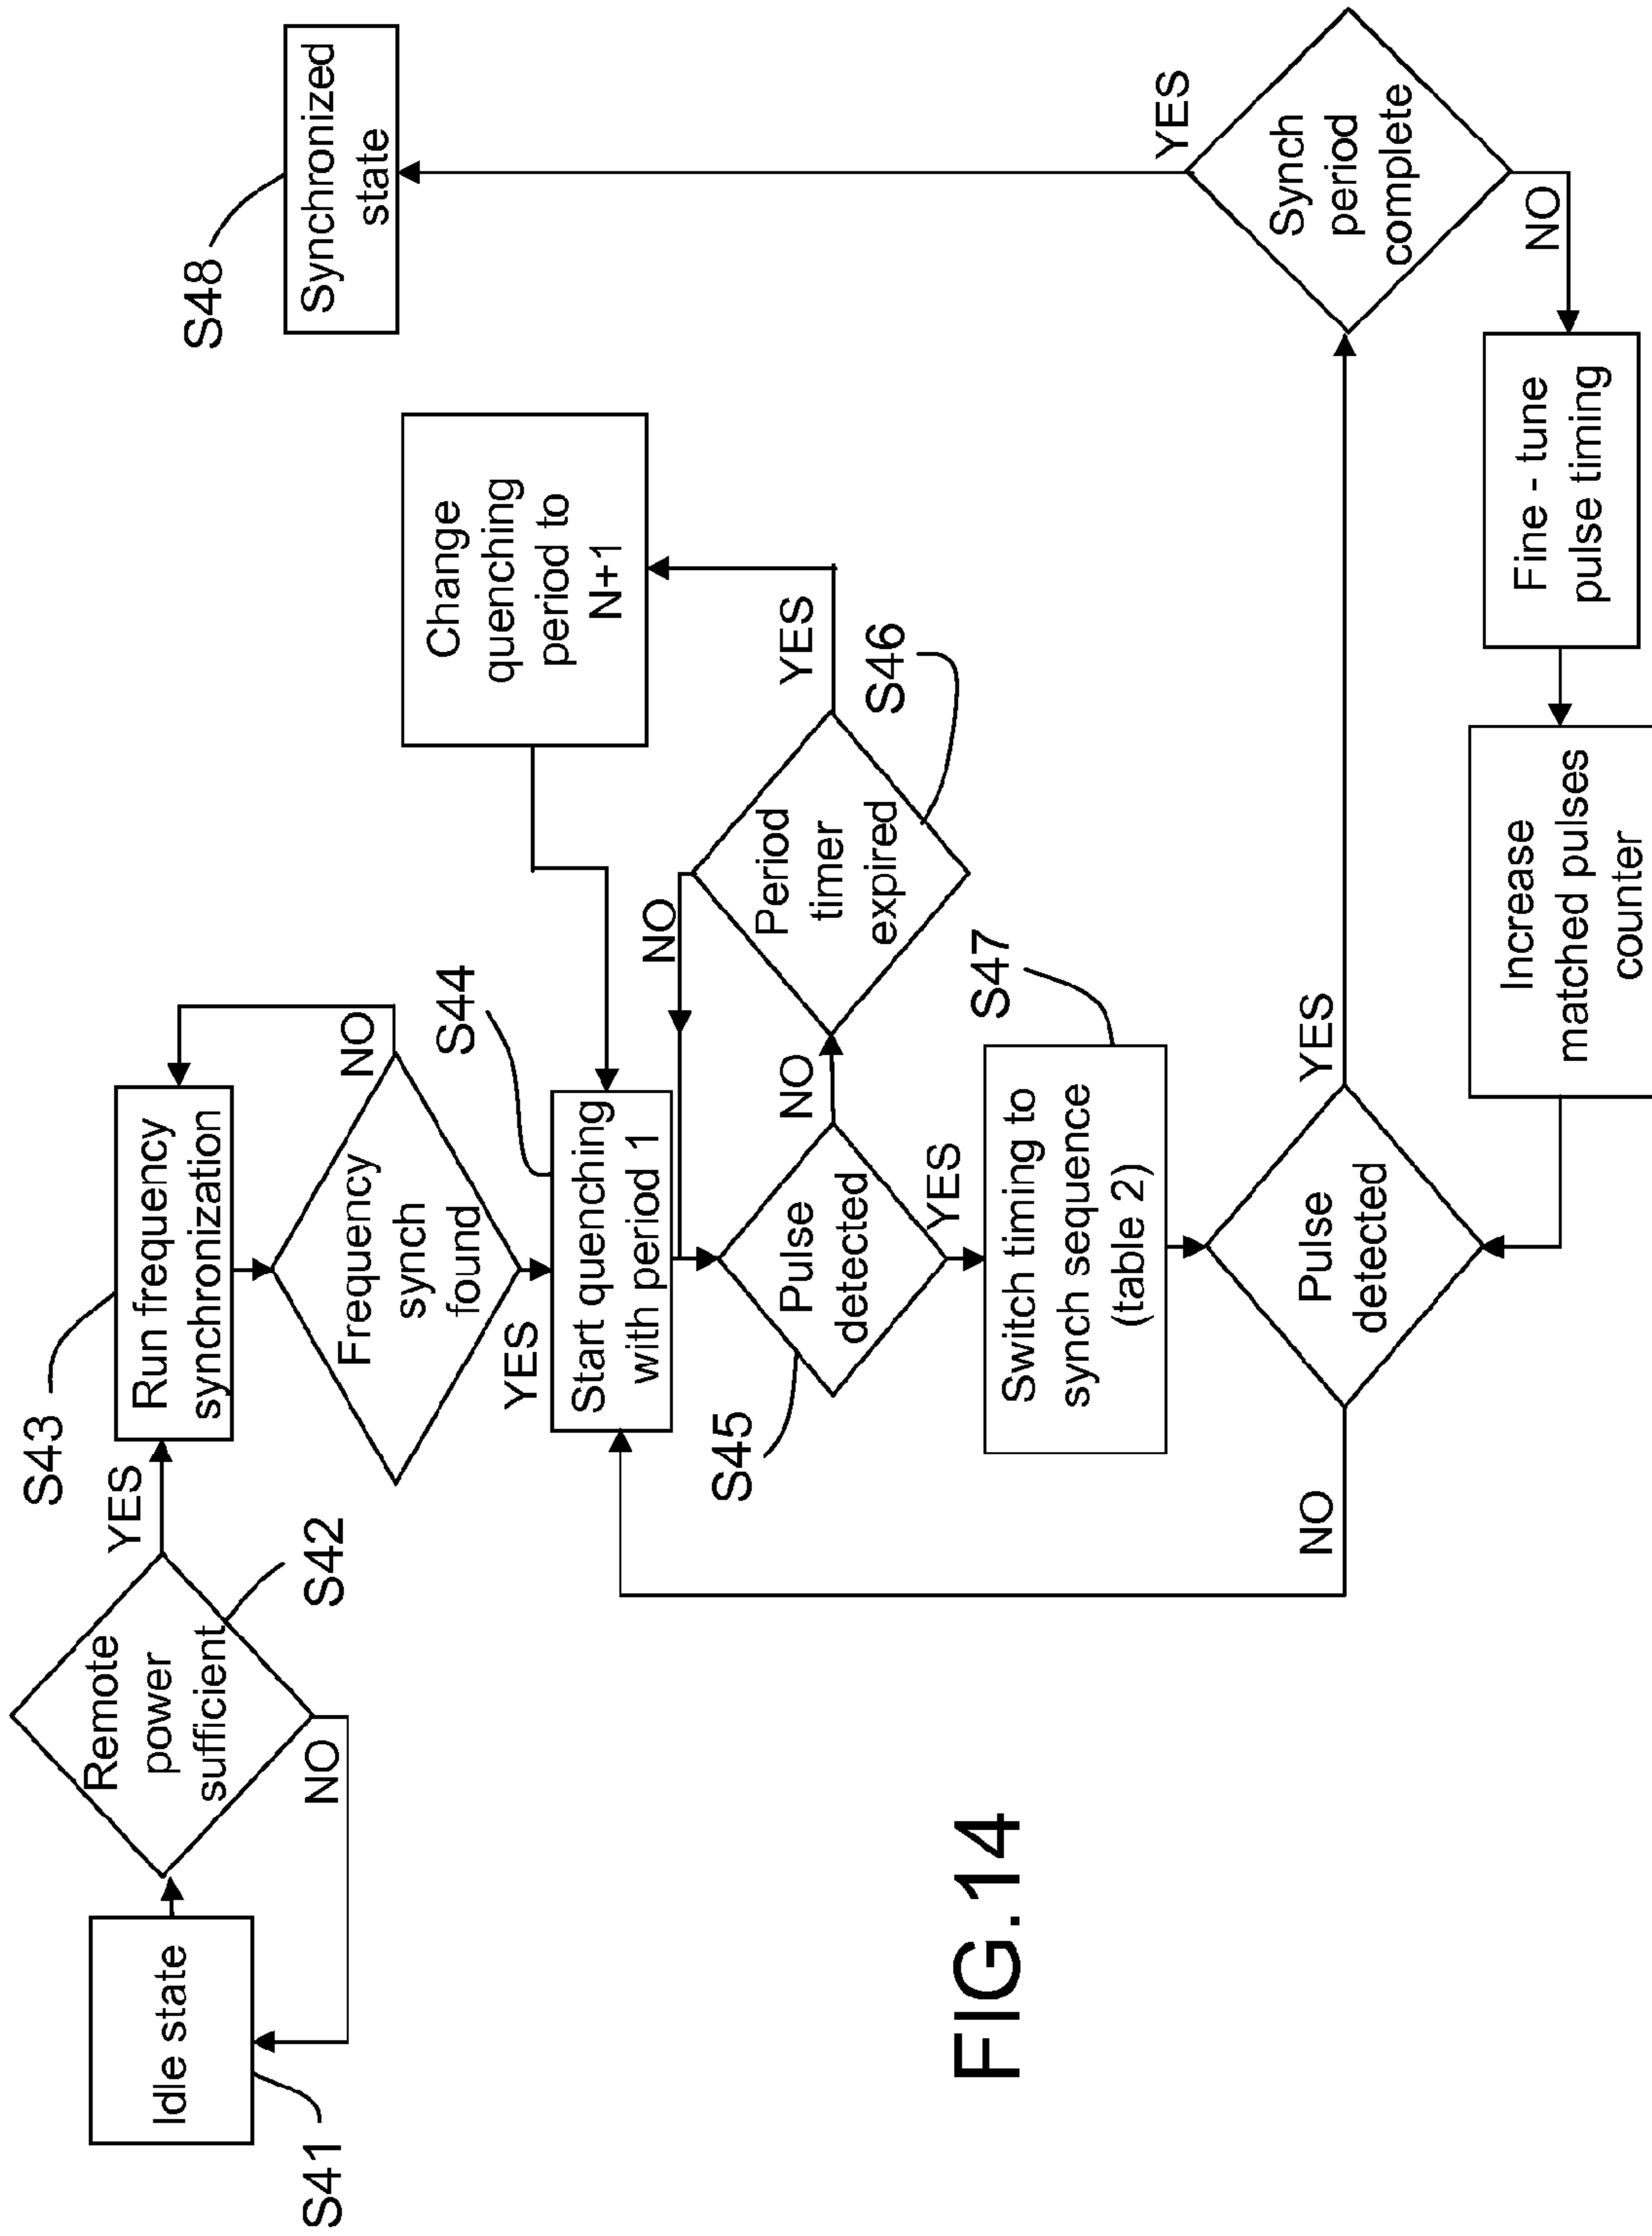 Idle state
S41
Remote
power
sufficient
S42
YES
NO
S43
Run frequency
synchronization
Frequency
synch
found
NO
YES
S44
Start quenching
with period 1
Change
quenching
period to
N+1
S45
Pulse
detected
NO
YES
Period
timer
expired
S46
NO
YES
S47
Switch timing to
synch sequence
(table 2)
Pulse
detected
NO
YES
Synch
period
complete
YES
NO
S48
Synchronized
state
Fine - tune
pulse timing
Increase
matched pulses
counter
FIG.14